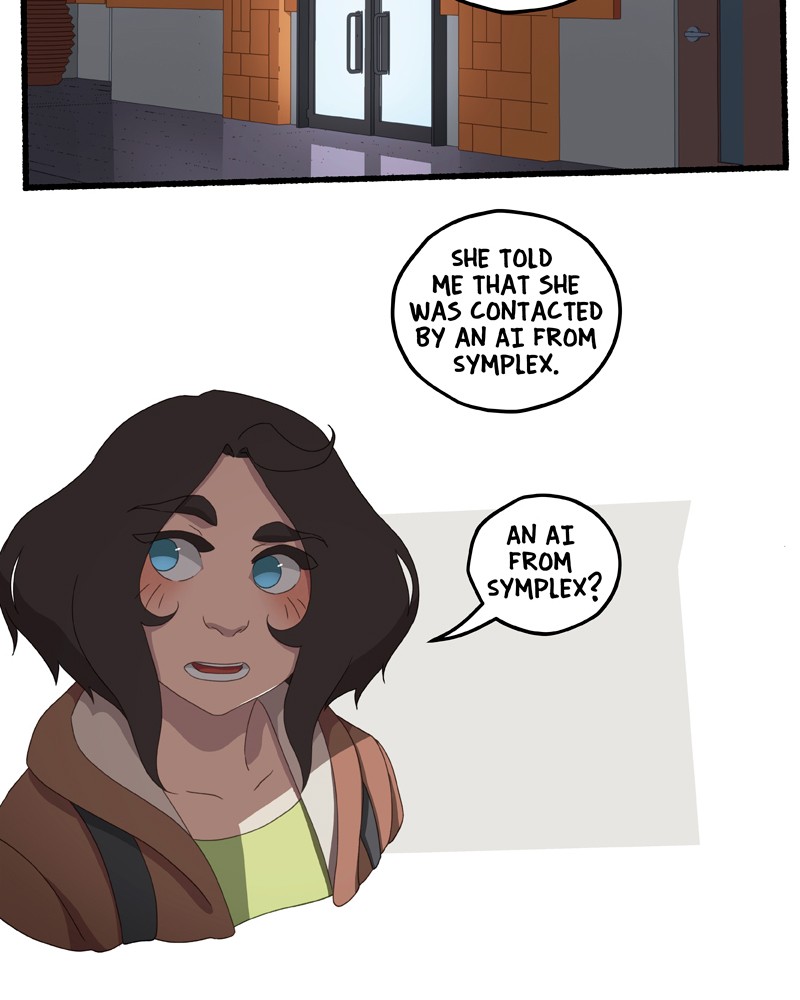 SHE TOLD
ME THAT SHE
WAS CONTACTED
BY AN AI FROM
SYMPLEX.
AN AI
FROM
SYMPLEX?